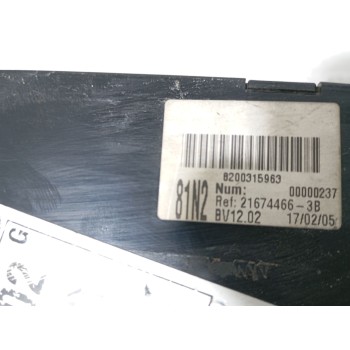 8200315963
81N2
Num: 00000237
Ref: 21674466-3B
BV12.02 17/02/05
G